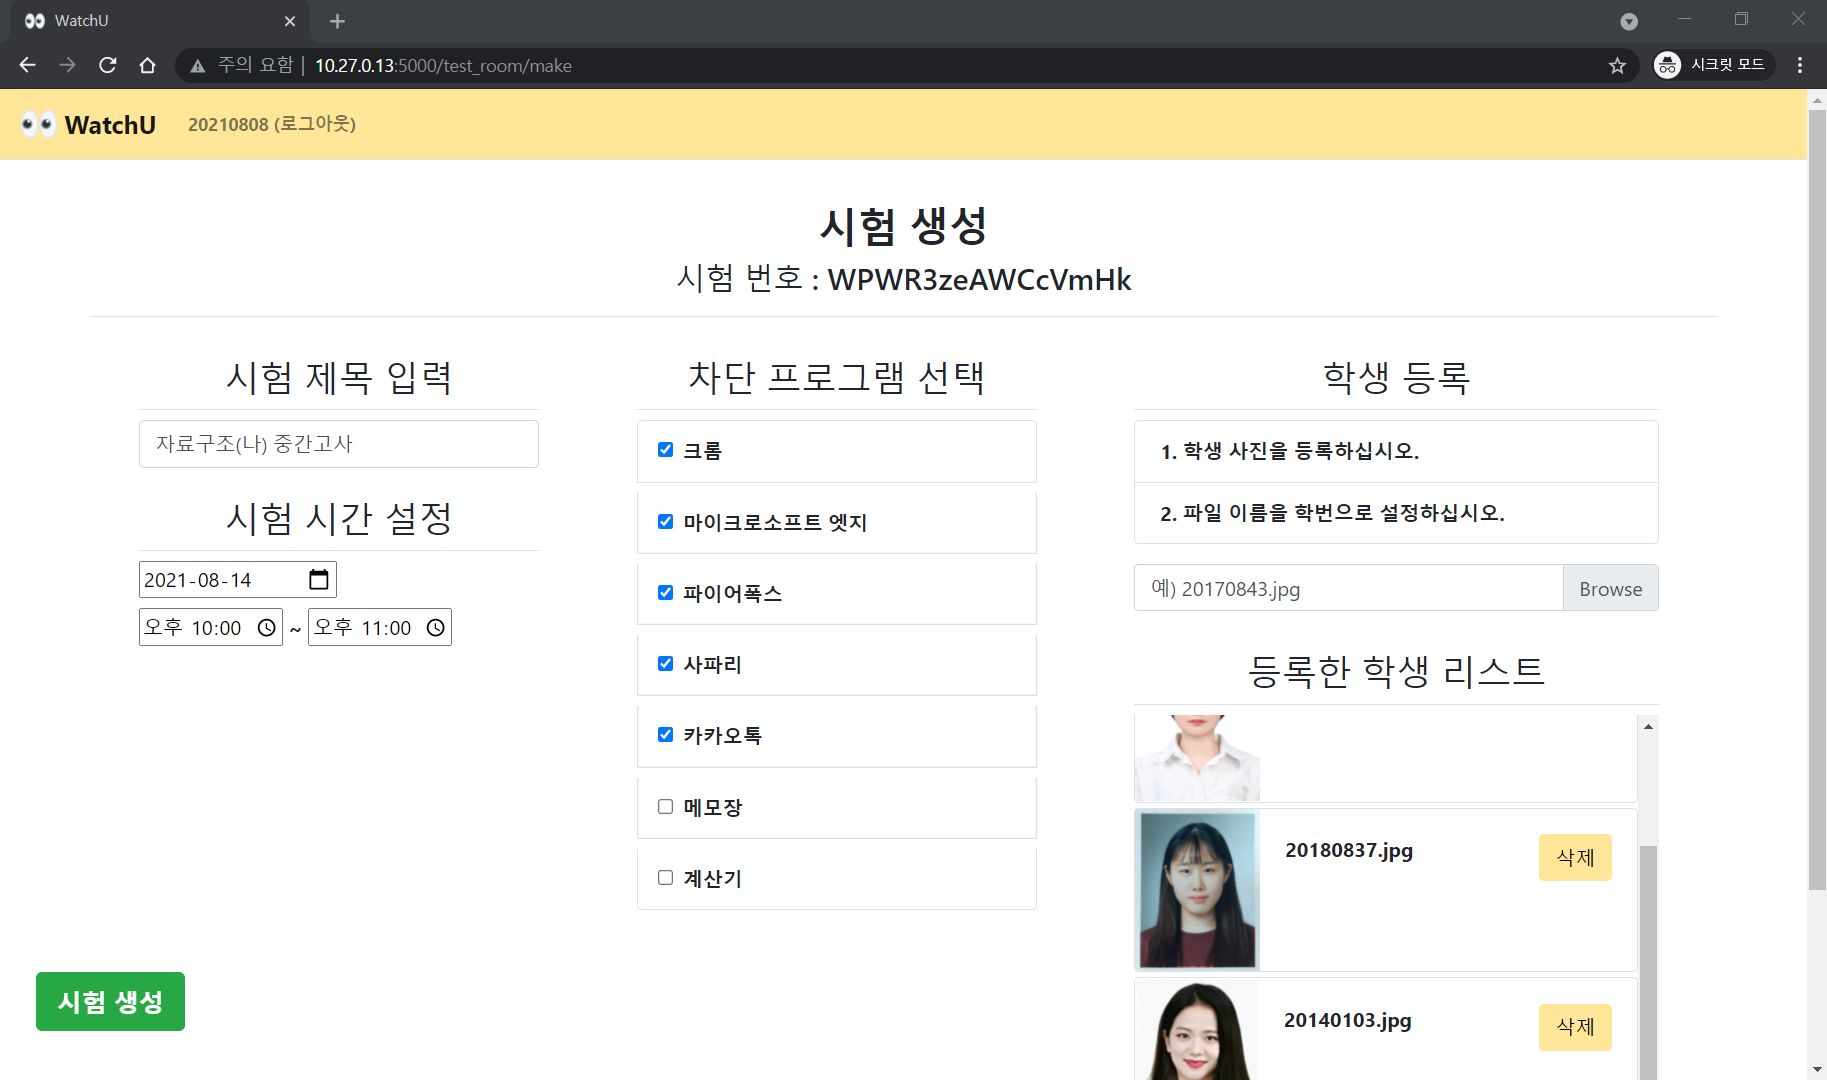 WatchU
주의 요함 | 10.27.0.13:5000/test_room/make
시크릿 모드
WatchU 20210808 (로그아웃)
시험 생성
시험 번호 : WPWR3zeAWCcVmHk
시험 제목 입력
자료구조(나) 중간고사
시험 시간 설정
2021-08-14
오후 10:00 ~ 오후 11:00
차단 프로그램 선택
크롬
마이크로소프트 엣지
파이어폭스
사파리
카카오톡
메모장
계산기
학생 등록
1. 학생 사진을 등록하십시오.
2. 파일 이름을 학번으로 설정하십시오.
예) 20170843.jpg Browse
등록한 학생 리스트
20180837.jpg 삭제
20140103.jpg 삭제
시험 생성